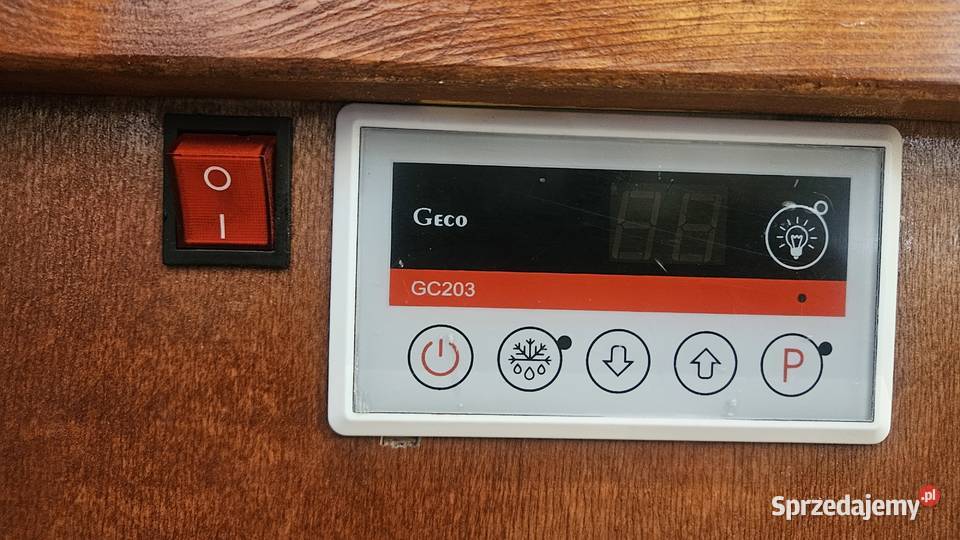 O
I
GECO
GC203
P
Sprzedajemy.pl